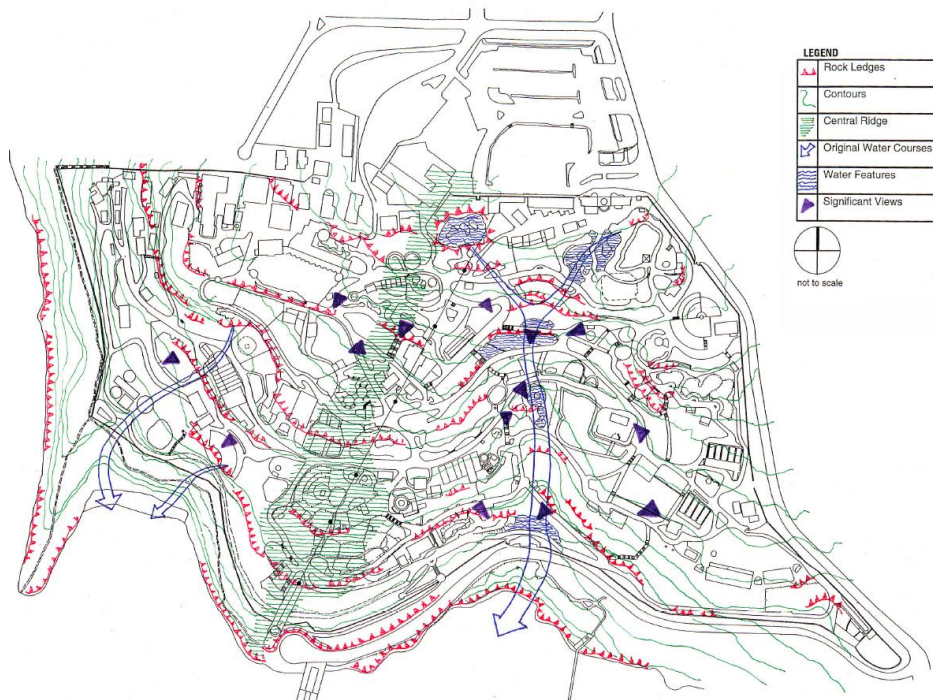 LEGEND
Rock Ledges
Contours
Central Ridge
Original Water Courses
Water Features
Significant Views
not to scale